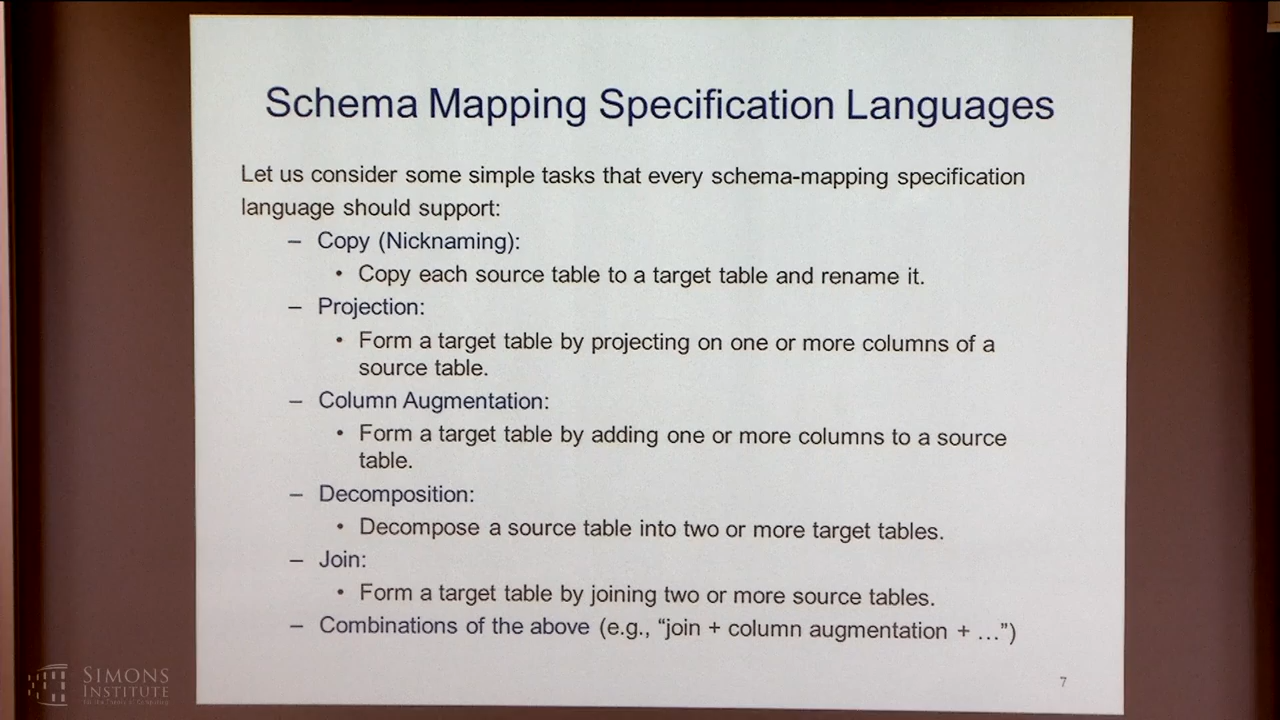 Schema Mapping Specification Languages
Let us consider some simple tasks that every schema-mapping specification
language should support:
– Copy (Nicknaming):
• Copy each source table to a target table and rename it.
– Projection:
• Form a target table by projecting on one or more columns of a
source table.
– Column Augmentation:
• Form a target table by adding one or more columns to a source
table.
– Decomposition:
• Decompose a source table into two or more target tables.
– Join:
• Form a target table by joining two or more source tables.
– Combinations of the above (e.g., “join + column augmentation + …”)
7
SIMONS
INSTITUTE